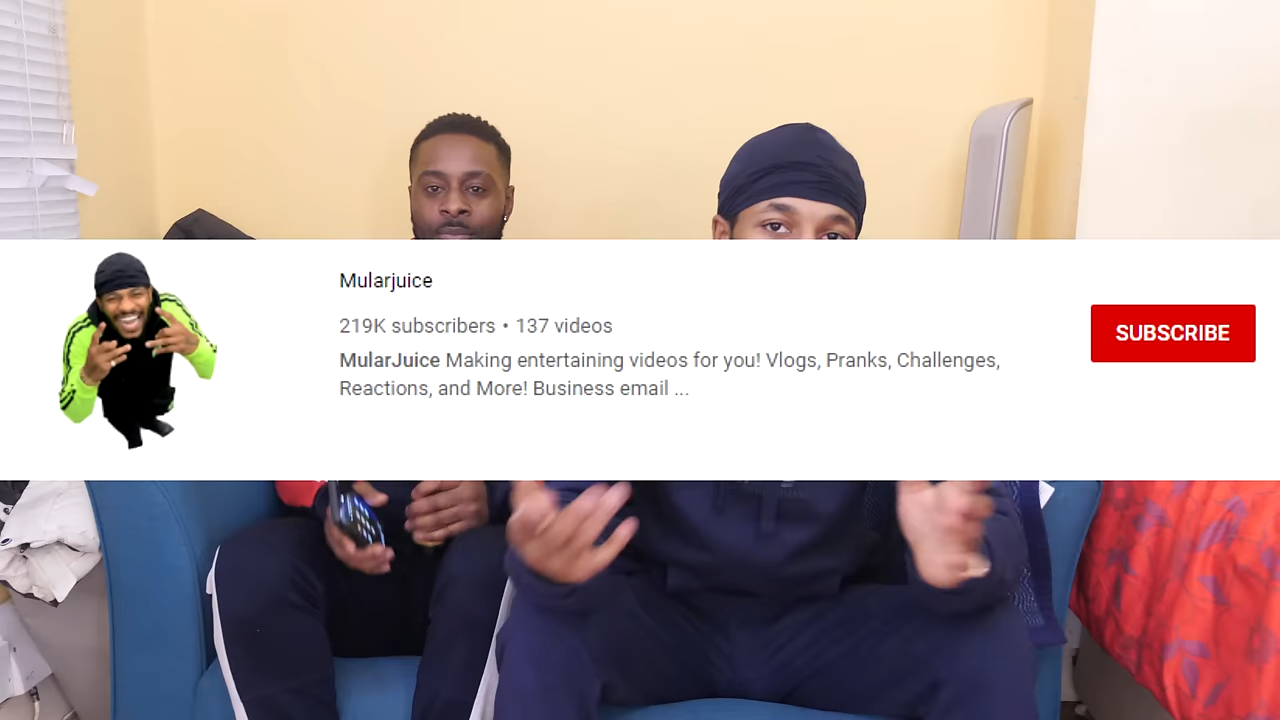 Mularjuice
219K subscribers • 137 videos
SUBSCRIBE
MularJuice Making entertaining videos for you! Vlogs, Pranks, Challenges,
Reactions, and More! Business email ...